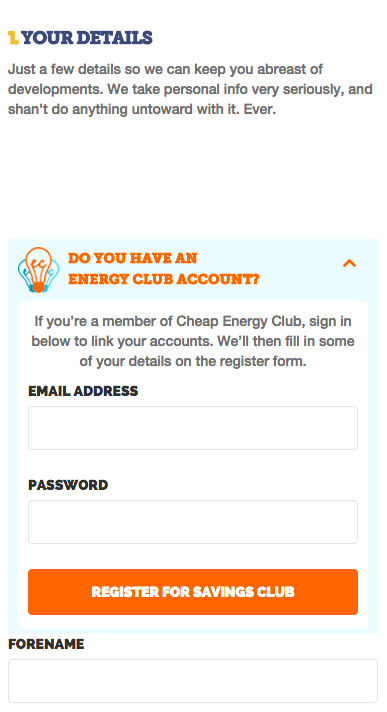 1. YOUR DETAILS
Just a few details so we can keep you abreast of
developments. We take personal info very seriously, and
shan't do anything untoward with it. Ever.
DO YOU HAVE AN
ENERGY CLUB ACCOUNT?
If you’re a member of Cheap Energy Club, sign in
below to link your accounts. We’ll then fill in some
of your details on the register form.
EMAIL ADDRESS
PASSWORD
REGISTER FOR SAVINGS CLUB
FORENAME